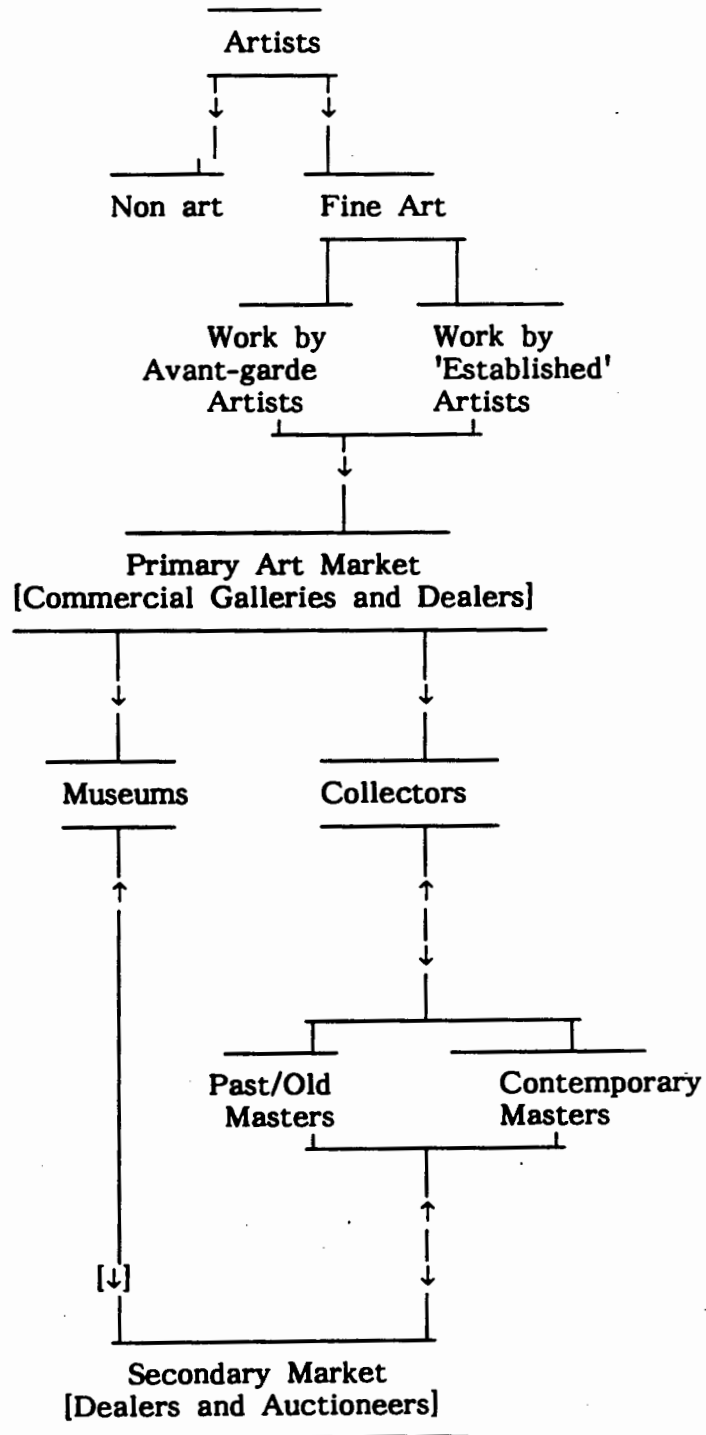 Artists
Non art
Fine Art
Work by
Avant-garde
Artists
Work by
'Established'
Artists
Primary Art Market
[Commercial Galleries and Dealers]
Museums
Collectors
Past/Old
Masters
Contemporary
Masters
Secondary Market
[Dealers and Auctioneers]